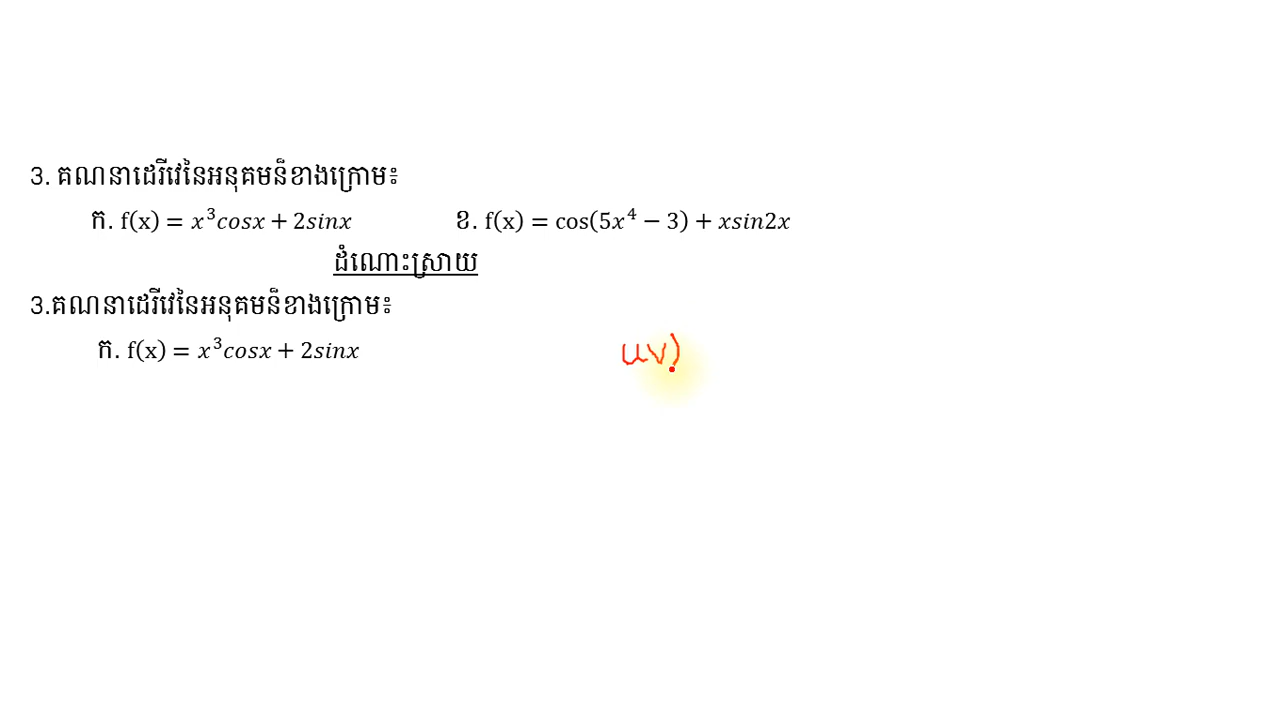 3. គណនាដេរីវេនៃអនុគមន៏ខាងក្រោម៖
ក. f(x) = x³cosx + 2sinx ខ. f(x) = cos(5x⁴ − 3) + xsin2x
ដំណោះស្រាយ
3.គណនាដេរីវេនៃអនុគមន៏ខាងក្រោម៖
ក. f(x) = x³cosx + 2sinx uv)